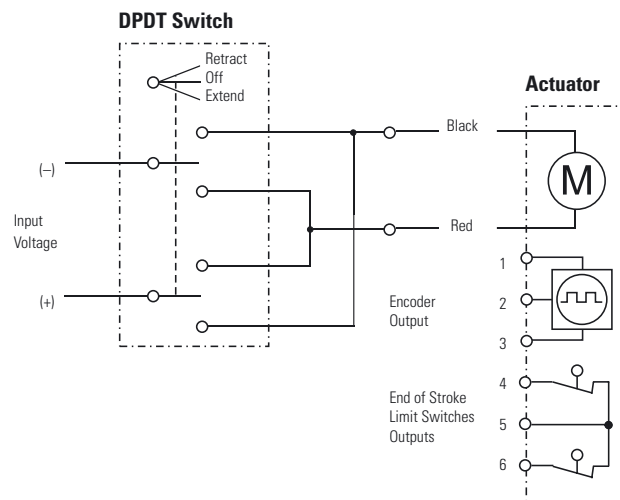 DPDT Switch
Retract
Off
Extend
Actuator
Black
(–)
M
Input
Voltage
Red
1
(+)
Encoder
Output
2
3
4
End of Stroke
Limit Switches
Outputs
5
6